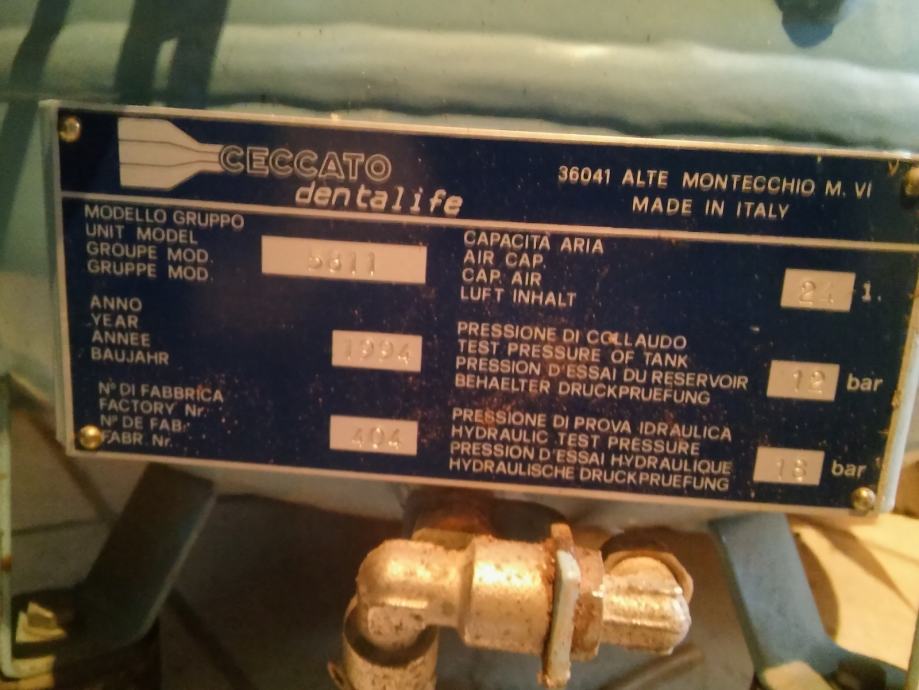 CECCATO
dentalife
36041 ALTE MONTECCHIO M. VI
MADE IN ITALY
MODELLO GRUPPO
UNIT MODEL
GROUPE MOD.
GRUPPE MOD.
5611
ANNO
YEAR
ANNEE
BAUJAHR
1994
N° DI FABBRICA
FACTORY Nr
N° DE FAB.
FABR. Nr.
404
CAPACITÀ ARIA
AIR CAP.
CAP. AIR
LUFT INHALT
24 l.
PRESSIONE DI COLLAUDO
TEST PRESSURE OF TANK
PRESSION D'ESSAI DU RESERVOIR
BEHAELTER DRUCKPRUEFUNG
12 bar
PRESSIONE DI PROVA IDRAULICA
HYDRAULIC TEST PRESSURE
PRESSION D'ESSAI HYDRAULIQUE
HYDRAULISCHE DRUCKPRUEFUNG
18 bar